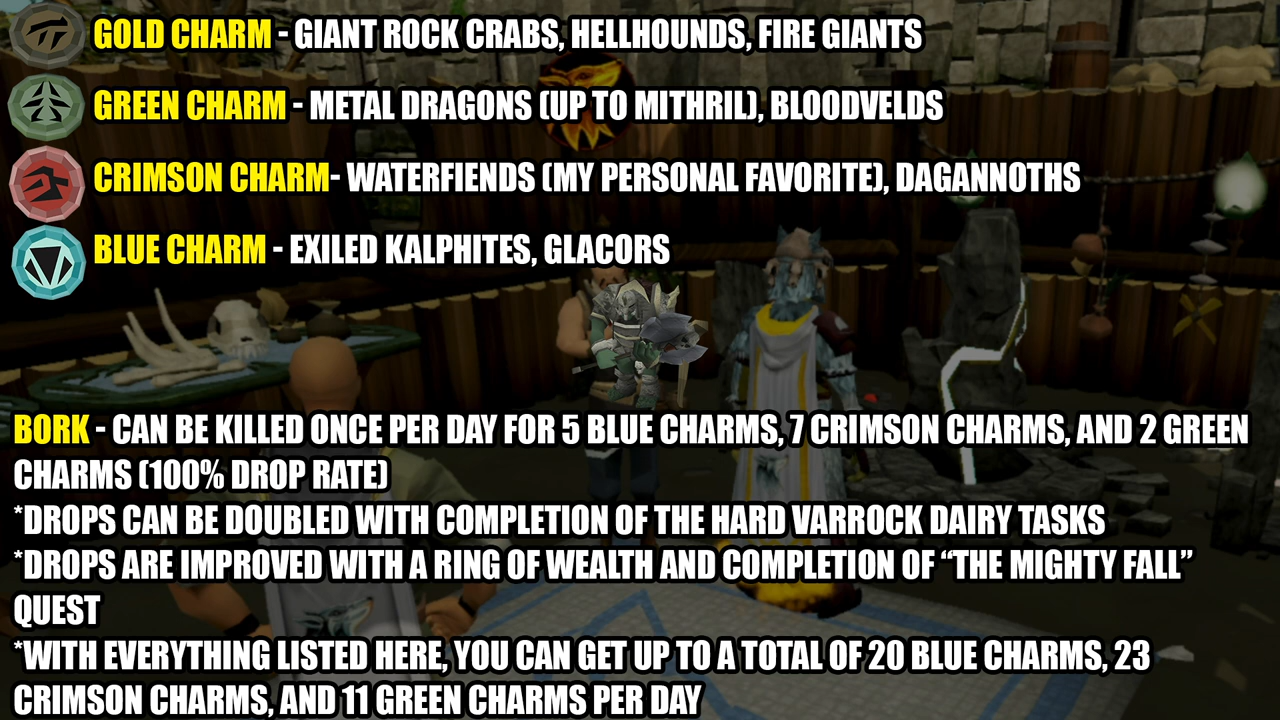 GOLD CHARM - GIANT ROCK CRABS, HELLHOUNDS, FIRE GIANTS
GREEN CHARM - METAL DRAGONS (UP TO MITHRIL), BLOODVELDS
CRIMSON CHARM- WATERFIENDS (MY PERSONAL FAVORITE), DAGANNOTHS
BLUE CHARM - EXILED KALPHITES, GLACORS
BORK - CAN BE KILLED ONCE PER DAY FOR 5 BLUE CHARMS, 7 CRIMSON CHARMS, AND 2 GREEN
CHARMS (100% DROP RATE)
*DROPS CAN BE DOUBLED WITH COMPLETION OF THE HARD VARROCK DAIRY TASKS
*DROPS ARE IMPROVED WITH A RING OF WEALTH AND COMPLETION OF “THE MIGHTY FALL”
QUEST
*WITH EVERYTHING LISTED HERE, YOU CAN GET UP TO A TOTAL OF 20 BLUE CHARMS, 23
CRIMSON CHARMS, AND 11 GREEN CHARMS PER DAY